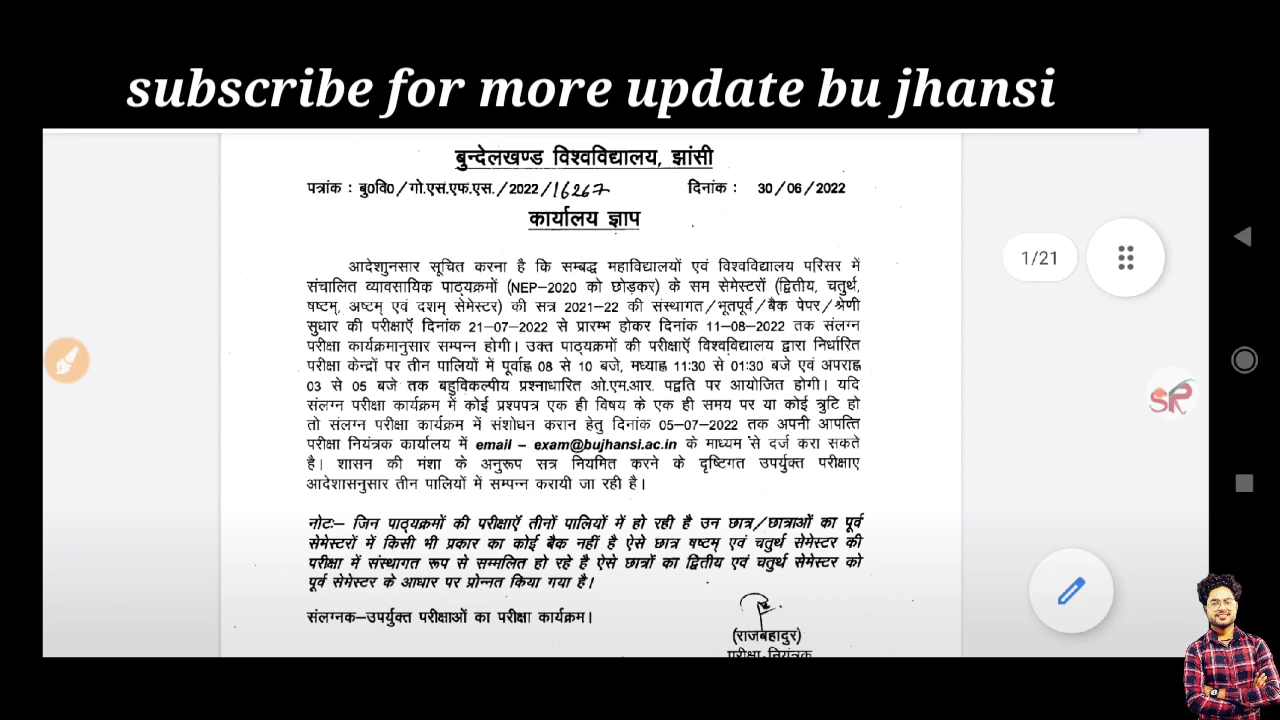 subscribe for more update bu jhansi
बुन्देलखण्ड विश्वविद्यालय, झांसी
पत्रांक : बु0वि0/गो.एस.एफ.एस./2022/16267 दिनांक : 30/06/2022
कार्यालय ज्ञाप
आदेशानुसार सूचित करना है कि सम्बद्ध महाविद्यालयों एवं विश्वविद्यालय परिसर में
संचालित व्यावसायिक पाठ्यक्रमों (NEP-2020 को छोड़कर) के सम सेमेस्टरों (द्वितीय, चतुर्थ,
षष्टम्, अष्टम् एवं दशम् सेमेस्टर) की सत्र 2021-22 की संस्थागत/भूतपूर्व/बैक पेपर/श्रेणी
सुधार की परीक्षाऍ दिनांक 21-07-2022 से प्रारम्भ होकर दिनांक 11-08-2022 तक संलग्न
परीक्षा कार्यक्रमानुसार सम्पन्न होगी। उक्त पाठ्यक्रमों की परीक्षाऍ विश्वविद्यालय द्वारा निर्धारित
परीक्षा केन्द्रों पर तीन पालियों में पूर्वाह्न 08 से 10 बजे, मध्याह्न 11:30 से 01:30 बजे एवं अपराह्न
03 से 05 बजे तक बहुविकल्पीय प्रश्नाधारित ओ.एम.आर. पद्वति पर आयोजित होगी। यदि
संलग्न परीक्षा कार्यक्रम में कोई प्रश्पपत्र एक ही विषय के एक ही समय पर या कोई त्रुटि हो
तो संलग्न परीक्षा कार्यक्रम में संशोधन करान हेतु दिनांक 05-07-2022 तक अपनी आपत्ति
परीक्षा नियंत्रक कार्यालय में email – exam@bujhansi.ac.in के माध्यम से दर्ज करा सकते
है। शासन की मंशा के अनुरूप सत्र नियमित करने के दृष्टिगत उपर्युक्त परीक्षाए
आदेशासनुसार तीन पालियों में सम्पन्न करायी जा रही है।
नोटः– जिन पाठ्यक्रमों की परीक्षाऍ तीनों पालियों में हो रही है उन छात्र/छात्राओं का पूर्व
सेमेस्टरों में किसी भी प्रकार का कोई बैक नहीं है ऐसे छात्र षष्टम् एवं चतुर्थ सेमेस्टर की
परीक्षा में संस्थागत रूप से सम्मलित हो रहे है ऐसे छात्रों का द्वितीय एवं चतुर्थ सेमेस्टर को
पूर्व सेमेस्टर के आधार पर प्रोन्नत किया गया है।
संलग्नक–उपर्युक्त परीक्षाओं का परीक्षा कार्यक्रम।
(राजबहादुर)
परीक्षा नियंत्रक
1/21
SR